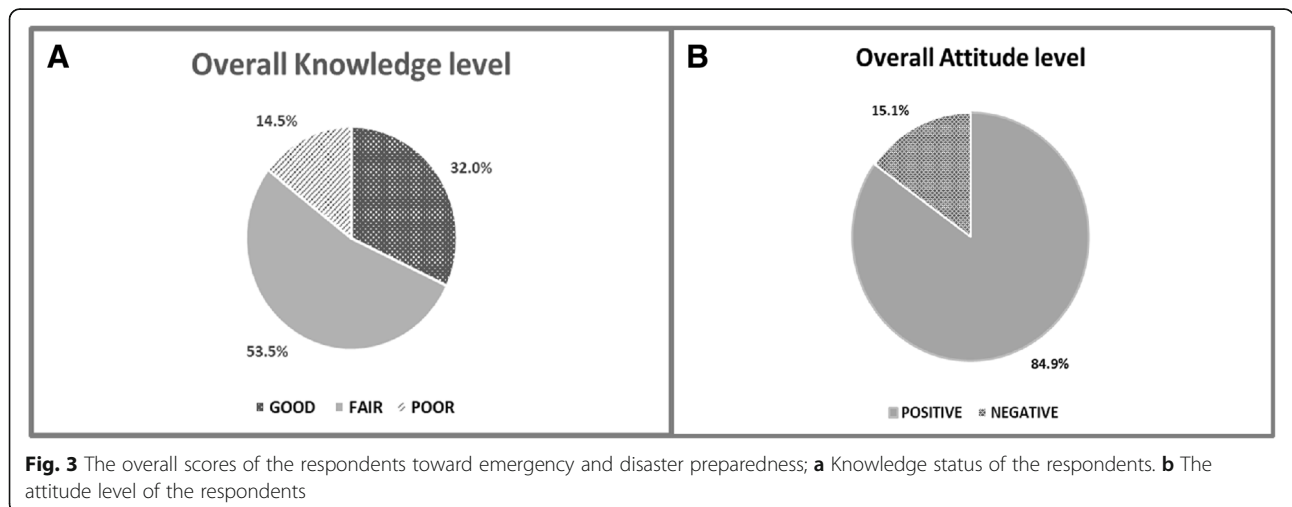 A
Overall Knowledge level
14.5%
32.0%
53.5%
GOOD FAIR POOR
B
Overall Attitude level
15.1%
84.9%
POSITIVE NEGATIVE
Fig. 3 The overall scores of the respondents toward emergency and disaster preparedness; a Knowledge status of the respondents. b The
attitude level of the respondents